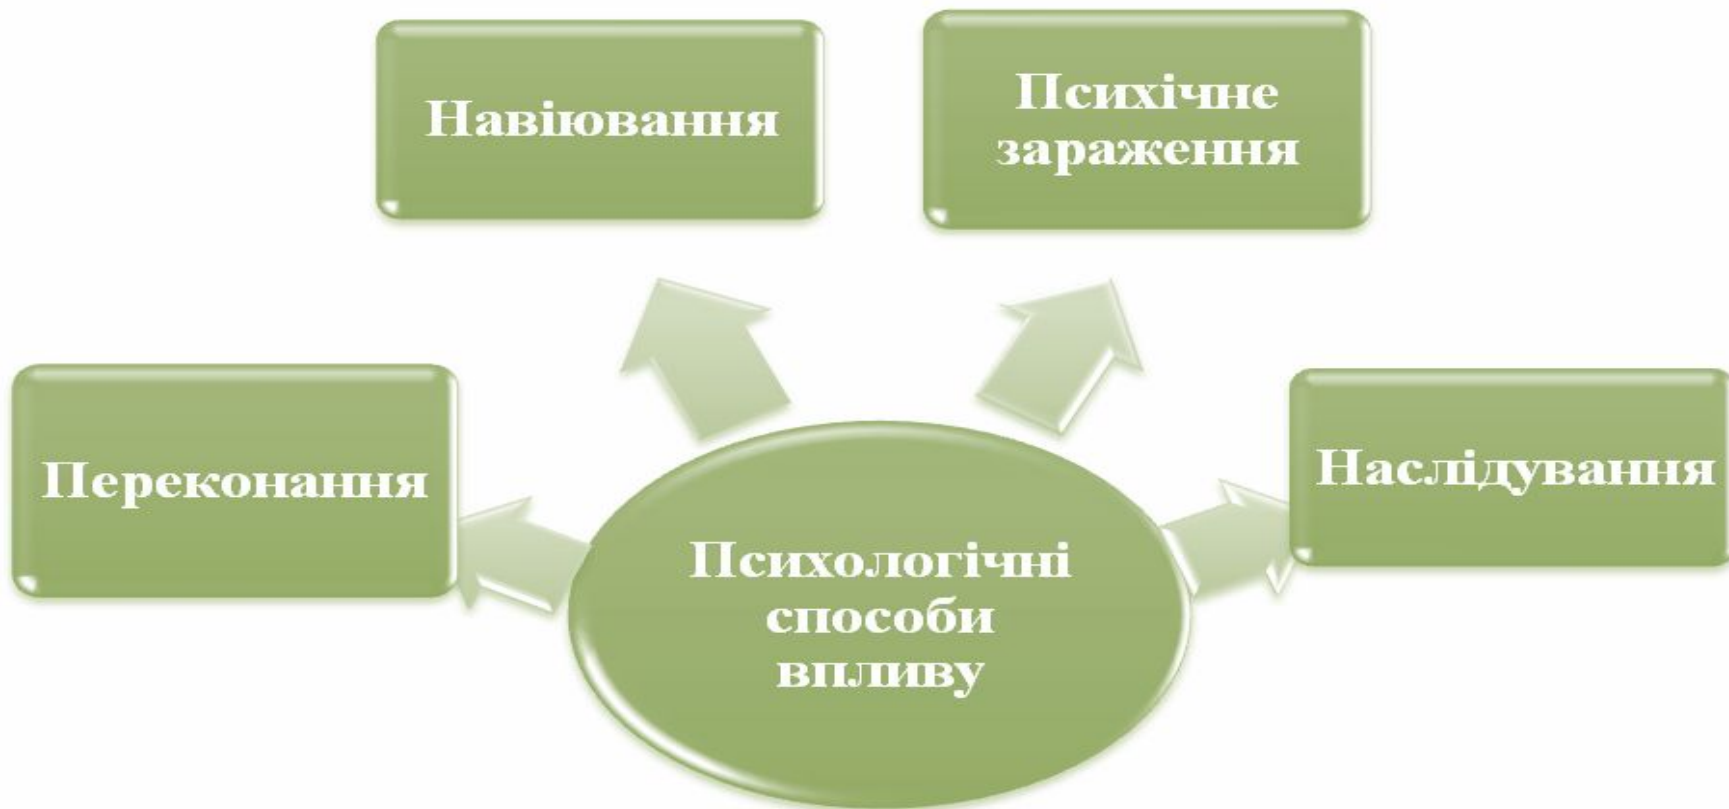 Навіювання
Психічне
зараження
Переконання
Наслідування
Психологічні
способи
впливу